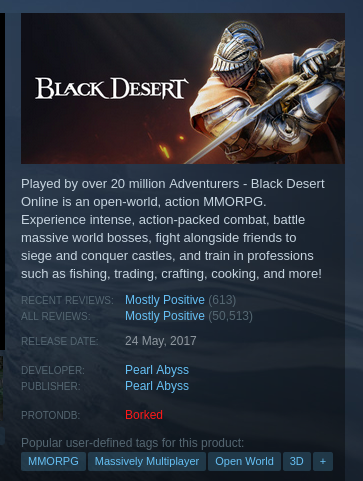 BLACK DESERT
Played by over 20 million Adventurers - Black Desert
Online is an open-world, action MMORPG.
Experience intense, action-packed combat, battle
massive world bosses, fight alongside friends to
siege and conquer castles, and train in professions
such as fishing, trading, crafting, cooking, and more!
RECENT REVIEWS: Mostly Positive (613)
ALL REVIEWS: Mostly Positive (50,513)
RELEASE DATE: 24 May, 2017
DEVELOPER: Pearl Abyss
PUBLISHER: Pearl Abyss
PROTONDB: Borked
Popular user-defined tags for this product:
MMORPG Massively Multiplayer Open World 3D +